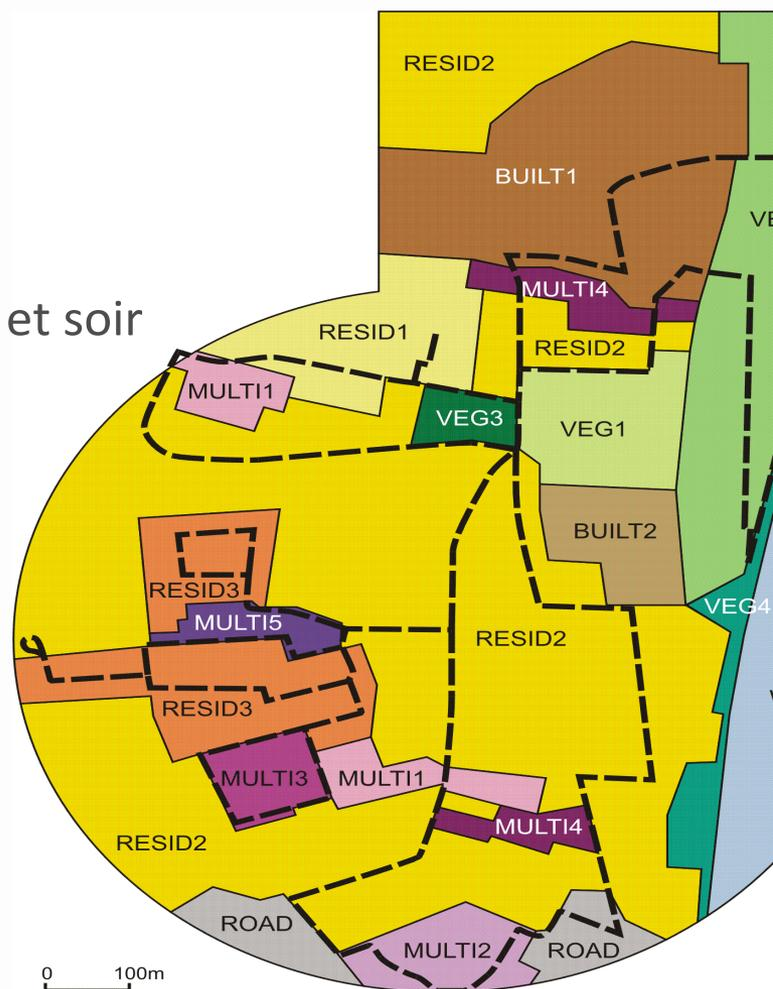 RESID2
BUILT1
et soir
MULTI4
RESID1
RESID2
MULTI1
VEG3
VEG1
BUILT2
RESID3
MULTI5
VEG4
RESID2
RESID3
MULTI3
MULTI1
MULTI4
RESID2
ROAD
MULTI2
ROAD
0 100m